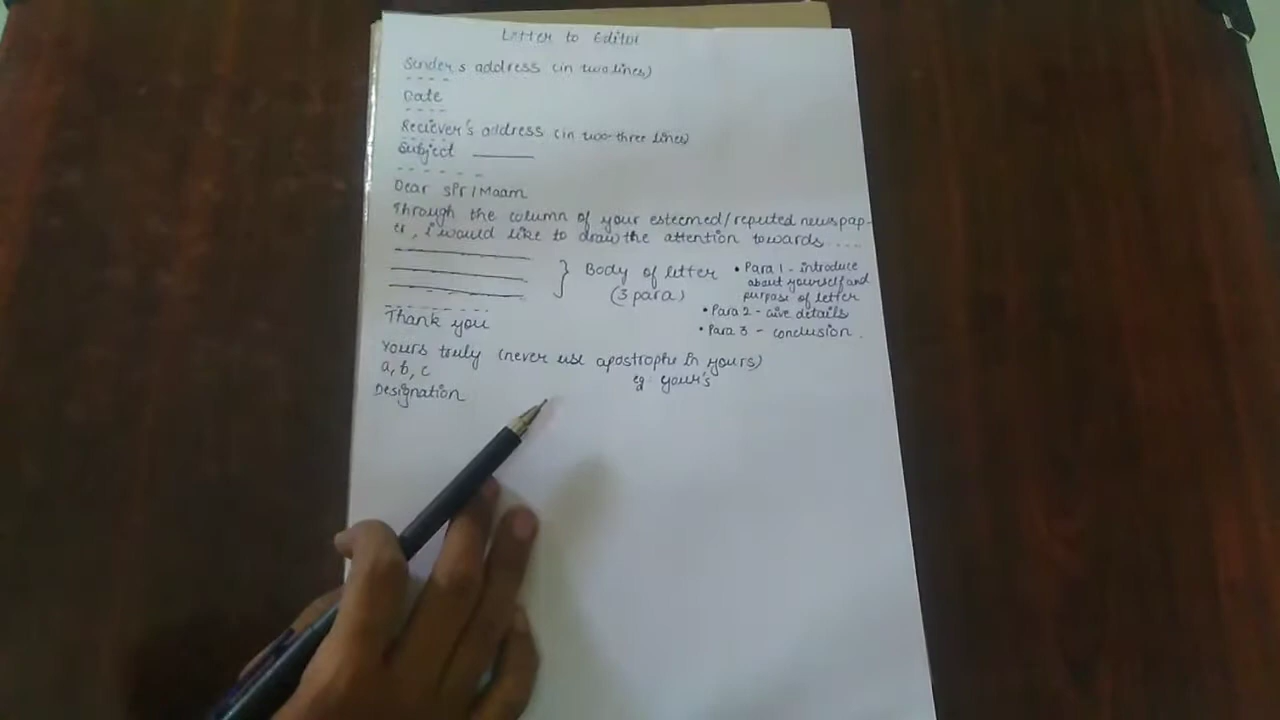 Letter to Editor
Sender's address (in two lines)
Date
Reciever's address (in two-three lines)
Subject
Dear Sir/Maam
Through the column of your esteemed/reputed newspap-
er, i would like to draw the attention towards ....
Body of letter
(3 para)
• Para 1 - introduce
about yourself and
purpose of letter
• Para 2 - Give details
• Para 3 - conclusion.
Thank you
Yours truly (never use apostrophe in yours)
eg your's
a, b, c
Designation